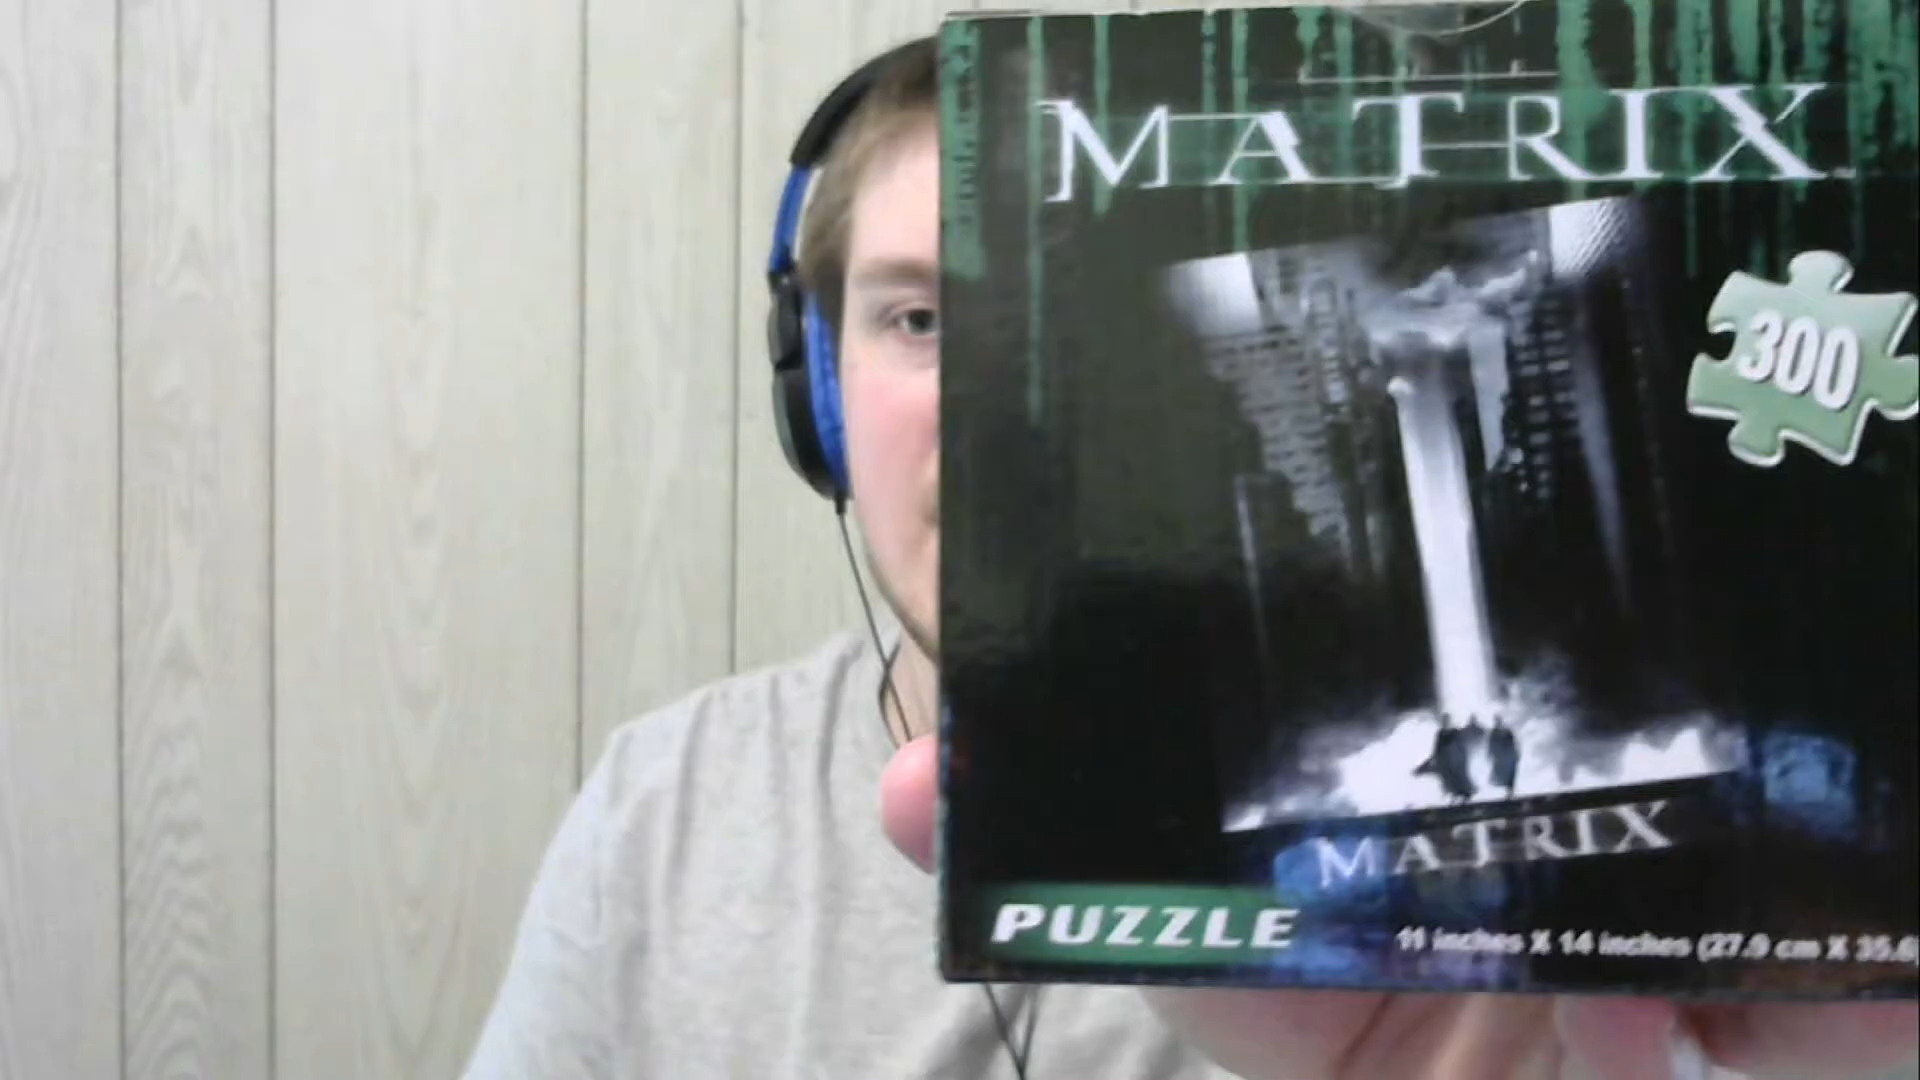 MATRIX
300
MATRIX
PUZZLE
11 inches X 14 inches (27.9 cm X 35.6